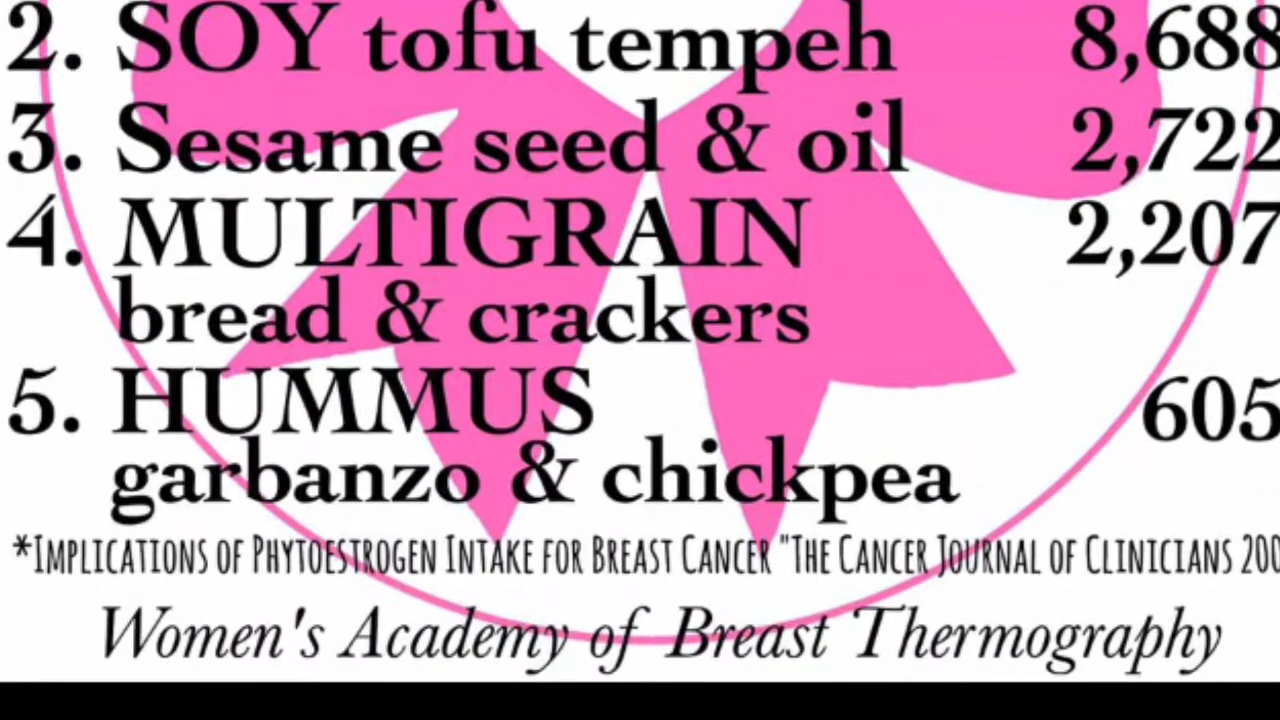 2. SOY tofu tempeh 8,688
3. Sesame seed & oil 2,722
4. MULTIGRAIN 2,207
bread & crackers
5. HUMMUS 605
garbanzo & chickpea
*IMPLICATIONS OF PHYTOESTROGEN INTAKE FOR BREAST CANCER "THE CANCER JOURNAL OF CLINICIANS 200
Women's Academy of Breast Thermography